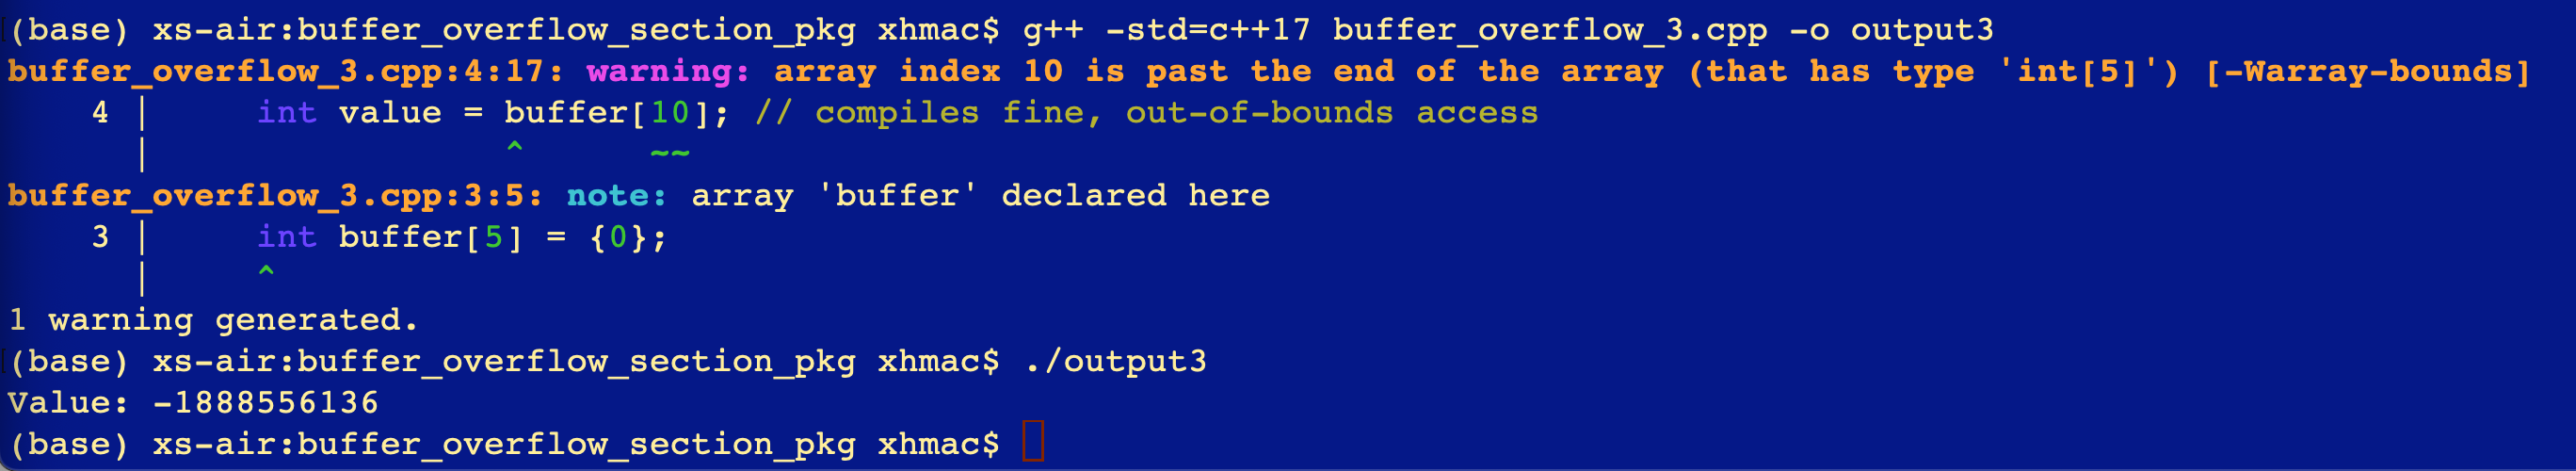 (base) xs-air:buffer_overflow_section_pkg xhmac$ g++ -std=c++17 buffer_overflow_3.cpp -o output3
buffer_overflow_3.cpp:4:17: warning: array index 10 is past the end of the array (that has type 'int[5]') [-Warray-bounds]
    4 |     int value = buffer[10]; // compiles fine, out-of-bounds access
      |                 ^      ~~
buffer_overflow_3.cpp:3:5: note: array 'buffer' declared here
    3 |     int buffer[5] = {0};
      |     ^
1 warning generated.
(base) xs-air:buffer_overflow_section_pkg xhmac$ ./output3
Value: -1888556136
(base) xs-air:buffer_overflow_section_pkg xhmac$